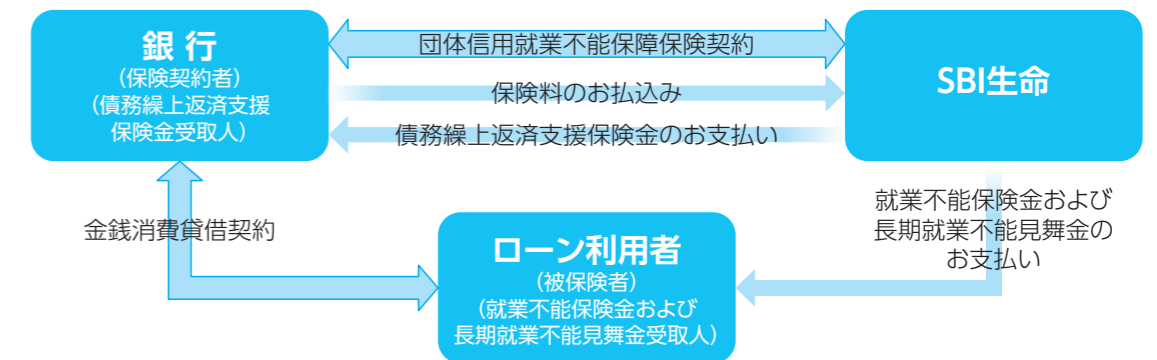 銀 行
（保険契約者）
（債務繰上返済支援
保険金受取人）
団体信用就業不能保障保険契約
保険料のお払込み
債務繰上返済支援保険金のお支払い
SBI生命
金銭消費貸借契約
ローン利用者
（被保険者）
（就業不能保険金および
長期就業不能見舞金受取人）
就業不能保険金および
長期就業不能見舞金の
お支払い